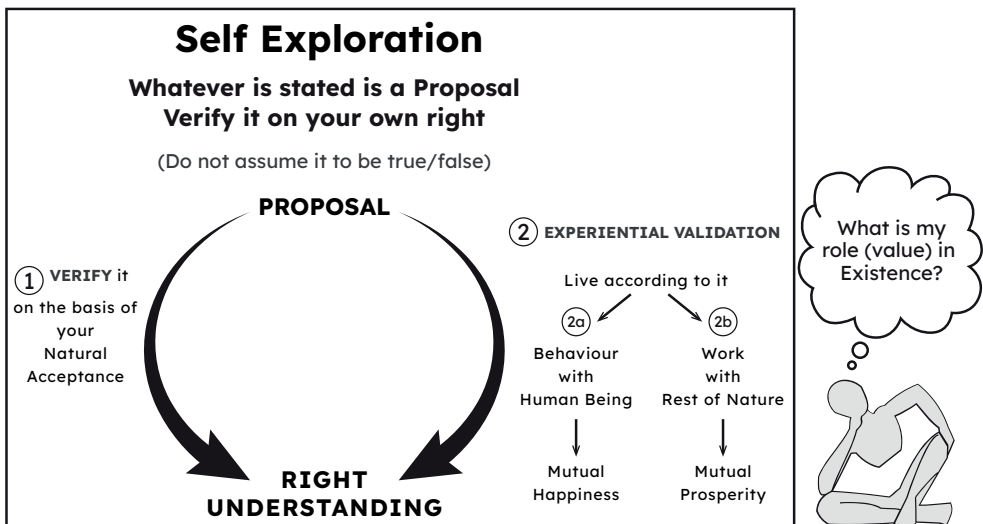 Self Exploration
Whatever is stated is a Proposal
Verify it on your own right
(Do not assume it to be true/false)
PROPOSAL
1 VERIFY it
on the basis of
your
Natural
Acceptance
2 EXPERIENTIAL VALIDATION
Live according to it
2a
Behaviour
with
Human Being
Mutual
Happiness
2b
Work
with
Rest of Nature
Mutual
Prosperity
RIGHT
UNDERSTANDING
What is my
role (value) in
Existence?